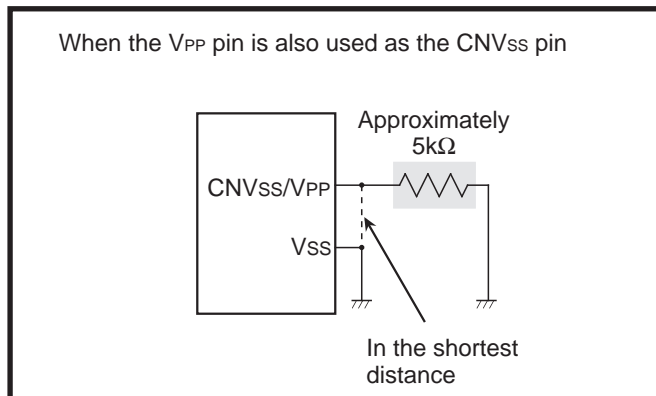 When the VPP pin is also used as the CNVSS pin
Approximately
5kΩ
CNVSS/VPP
VSS
In the shortest
distance